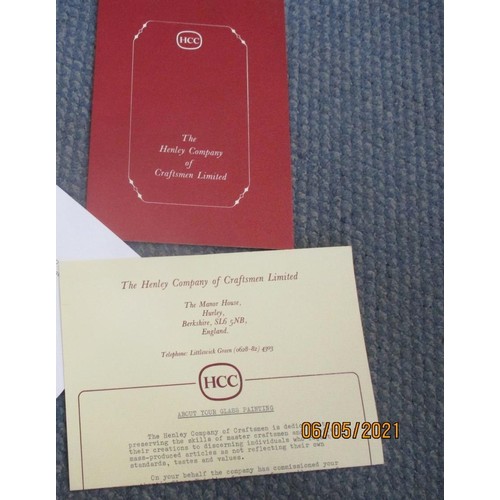 HCC
The
Henley Company
of
Craftsmen Limited
The Henley Company of Craftsmen Limited
The Manor House,
Hurley,
Berkshire, SL6 5NB,
England.
Telephone: Littlewick Green (0628-82) 4903
HCC
ABOUT YOUR GLASS PAINTING
The Henley Company of Craftsmen is dedic
preserving the skills of master craftsmen
their creations to discerning individuals wh
mass-produced articles as not reflecting their own
standards, tastes and values.
On your behalf the company has commissioned your
06/05/2021